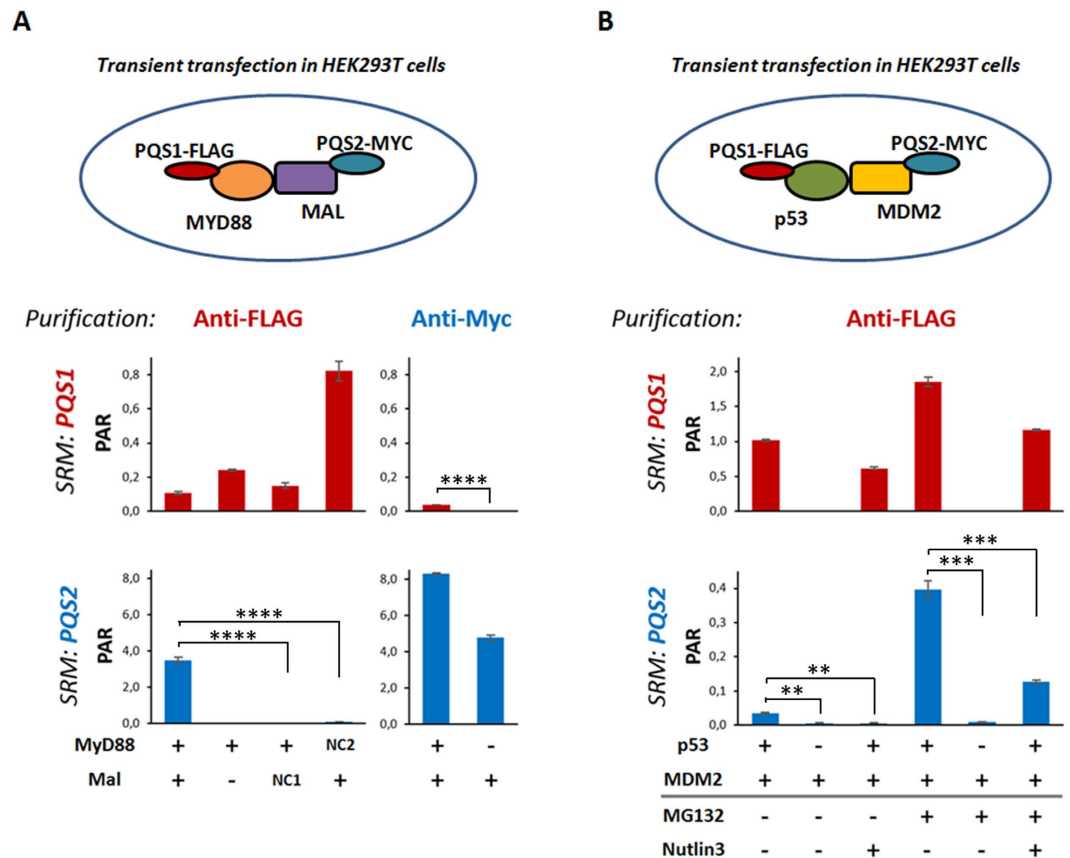 A
Transient transfection in HEK293T cells
PQS1-FLAG
PQS2-MYC
MYD88
MAL
Purification: Anti-FLAG Anti-Myc
SRM: PQS1
PAR
0,8
0,6
0,4
0,2
0,0
0,8
0,6
0,4
0,2
0,0
****
SRM: PQS2
PAR
8,0
6,0
4,0
2,0
0,0
****
****
8,0
6,0
4,0
2,0
0,0
MyD88 + + + NC2 + -
Mal + - NC1 + + +
B
Transient transfection in HEK293T cells
PQS1-FLAG
PQS2-MYC
p53
MDM2
Purification: Anti-FLAG
SRM: PQS1
PAR
2,0
1,5
1,0
0,5
0,0
SRM: PQS2
PAR
0,4
0,3
0,2
0,1
0,0
**
**
***
***
p53 + - + + - +
MDM2 + + + + + +
MG132 - - - + + +
Nutlin3 - - + - - +